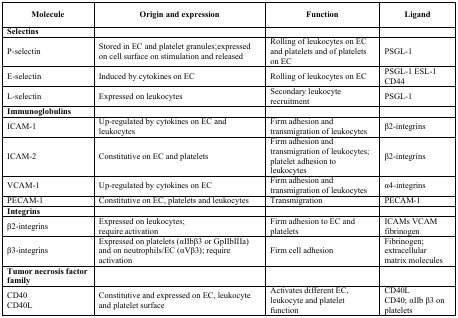 Molecule Origin and expression Function Ligand
Selectins
P-selectin Stored in EC and platelet granules;expressed on cell surface on stimulation and released Rolling of leukocytes on EC and platelets and of platelets on EC PSGL-1
E-selectin Induced by cytokines on EC Rolling of leukocytes on EC PSGL-1 ESL-1 CD44
L-selectin Expressed on leukocytes Secondary leukocyte recruitment PSGL-1
Immunoglobulins
ICAM-1 Up-regulated by cytokines on EC and leukocytes Firm adhesion and transmigration of leukocytes β2-integrins
ICAM-2 Constitutive on EC and platelets Firm adhesion and transmigration of leukocytes; platelet adhesion to leukocytes β2-integrins
VCAM-1 Up-regulated by cytokines on EC Firm adhesion and transmigration of leukocytes α4-integrins
PECAM-1 Constitutive on EC, platelets and leukocytes Transmigration PECAM-1
Integrins
β2-integrins Expressed on leukocytes; require activation Firm adhesion to EC and platelets ICAMs VCAM fibrinogen
β3-integrins Expressed on platelets (αIIbβ3 or GpIIbIIIa) and on neutrophils/EC (αVβ3); require activation Firm cell adhesion Fibrinogen; extracellular matrix molecules
Tumor necrosis factor family
CD40 CD40L Constitutive and expressed on EC, leukocyte and platelet surface Activates different EC, leukocyte and platelet function CD40L CD40; αIIb β3 on platelets